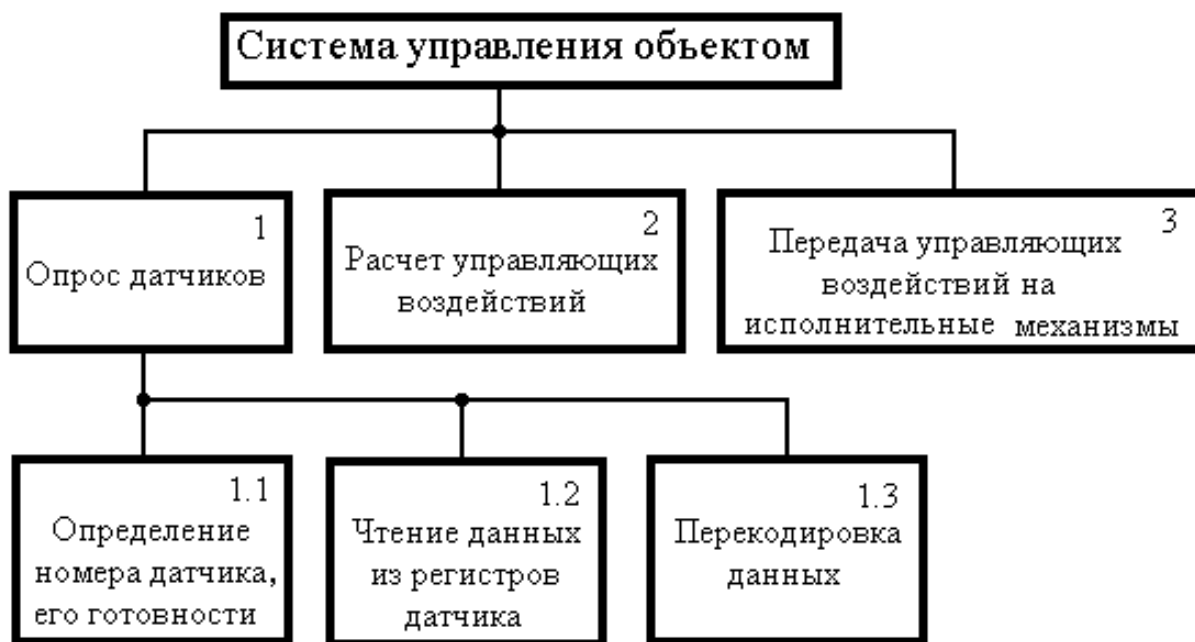 Система управления объектом
1
Опрос датчиков
2
Расчет управляющих
воздействий
3
Передача управляющих
воздействий на
исполнительные механизмы
1.1
Определение
номера датчика,
его готовности
1.2
Чтение данных
из регистров
датчика
1.3
Перекодировка
данных